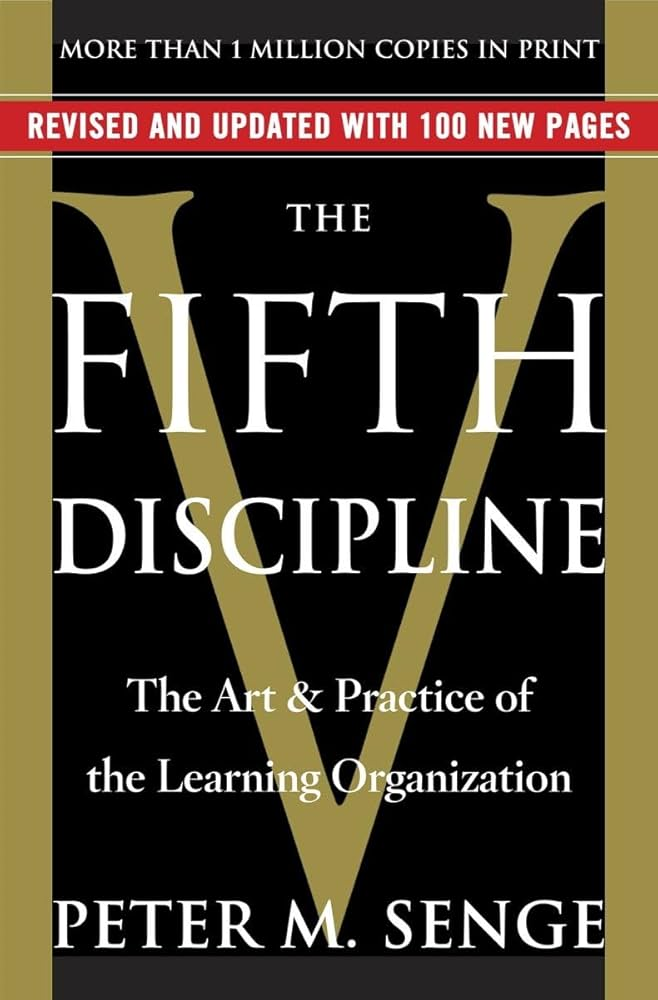 MORE THAN 1 MILLION COPIES IN PRINT
REVISED AND UPDATED WITH 100 NEW PAGES
THE
FIFTH
DISCIPLINE
V
The Art & Practice of
the Learning Organization
PETER M. SENGE